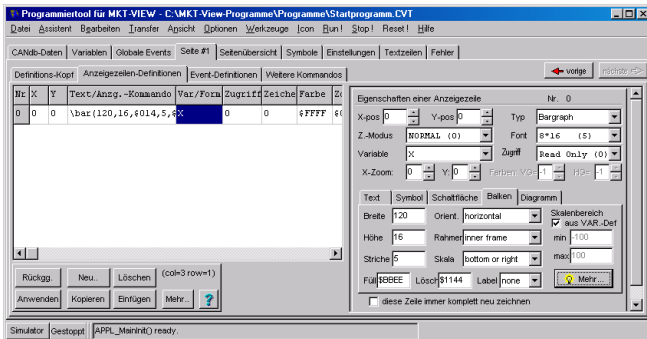 Programmiertool für MKT-VIEW - C:\MKT-View-Programme\Programme\Startprogramm.CVT
Datei Assistent Bearbeiten Transfer Ansicht Optionen Werkzeuge Icon Run! Stop! Reset! Hilfe
CANdb-Daten Variablen Globale Events Seite #1 Seitenübersicht Symbole Einstellungen Textzeilen Fehler
Definitions-Kopf Anzeigezeilen-Definitionen Event-Definitionen Weitere Kommandos vorige nächste =>
Nr X Y Text/Anzg.-Kommando Var/Form Zugriff Zeiche Farbe
0 0 0 \bar(120,16,$014,5,$ X 0 0 $FFFF
Eigenschaften einer Anzeigezeile Nr. 0
X-pos 0 Y-pos 0 Typ Bargraph
Z.-Modus NORMAL (0) Font 8*16 (5)
Variable X Zugriff Read Only (0)
X-Zoom: 0 Y: 0 Farben: VG= -1 HG= -1
Text Symbol Schaltfläche Balken Diagramm
Breite 120 Orient. horizontal Skalenbereich
aus VAR.-Def
Höhe 16 Rahmen inner frame min -100
Striche 5 Skala bottom or right max 100
Füll $BBEE Lösch $1144 Label none Mehr...
diese Zeile immer komplett neu zeichnen
Rückgg. Neu.. Löschen (col=3 row=1)
Anwenden Kopieren Einfügen Mehr.. ?
Simulator Gestoppt APPL_MainInit() ready.